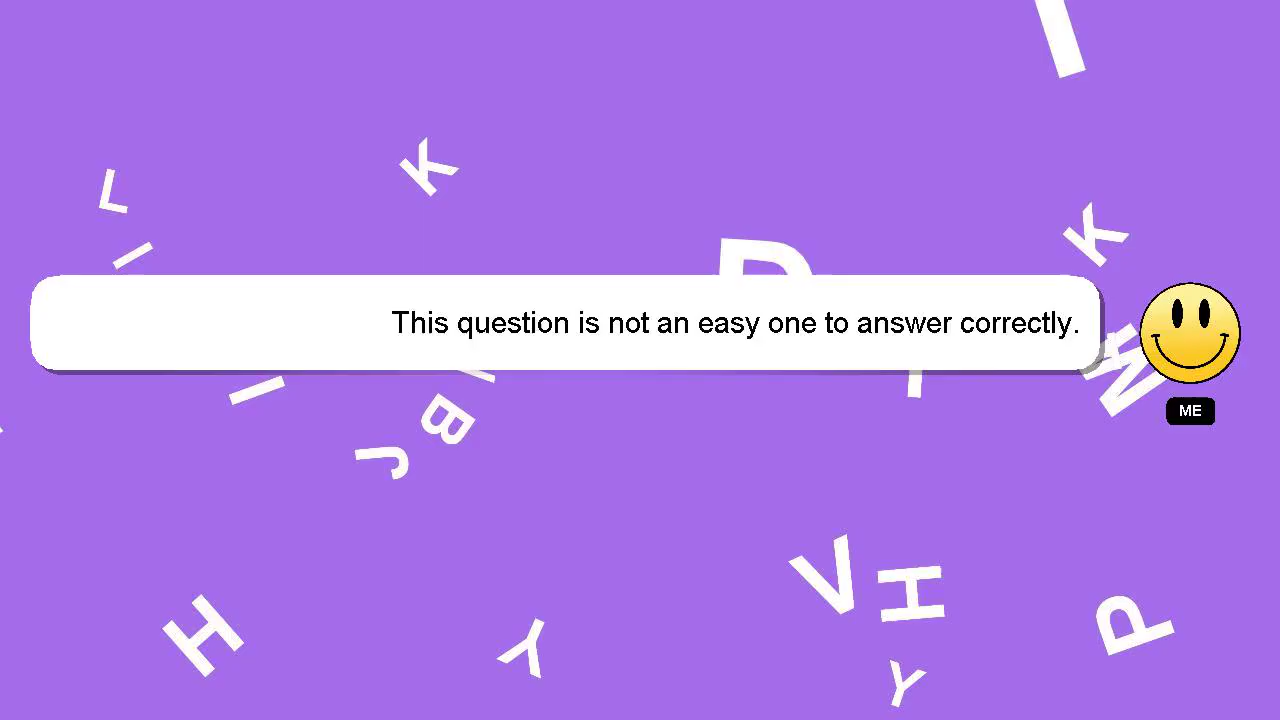 I
K
L
K
I
D
This question is not an easy one to answer correctly.
W
I
B
J
ME
V
H
H
P
Y
Y